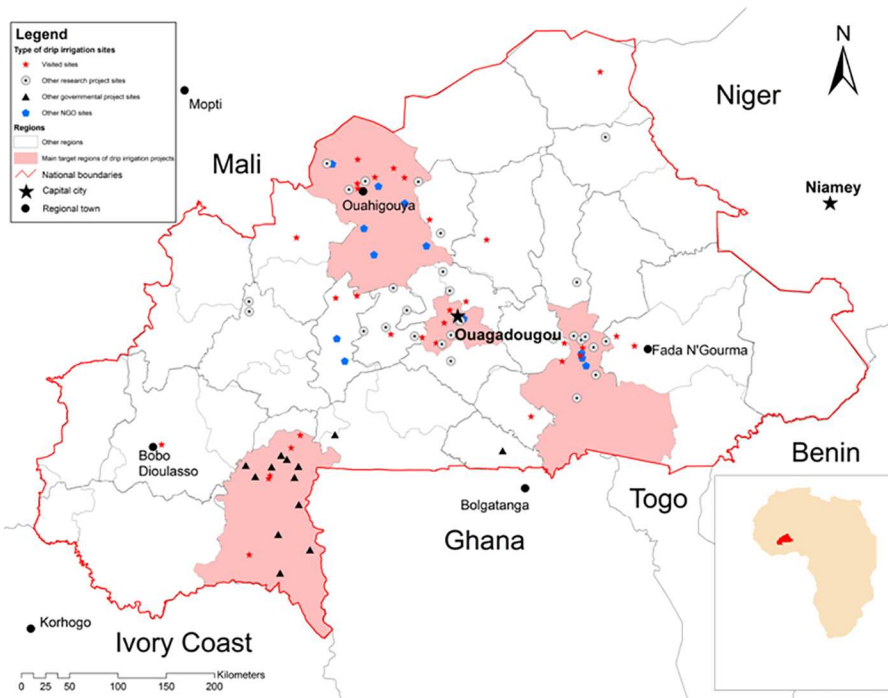 Legend
Type of drip irrigation sites
Visited sites
Other research project sites
Other governmental project sites
Other NGO sites
Regions
Other regions
Main target regions of drip irrigation projects
National boundaries
Capital city
Regional town
N
Niger
Mopti
Mali
Niamey
Ouahigouya
Ouagadougou
Fada N'Gourma
Bobo
Dioulasso
Benin
Bolgatanga
Togo
Ghana
Korhogo
Ivory Coast
Kilometers
0 25 50 100 150 200